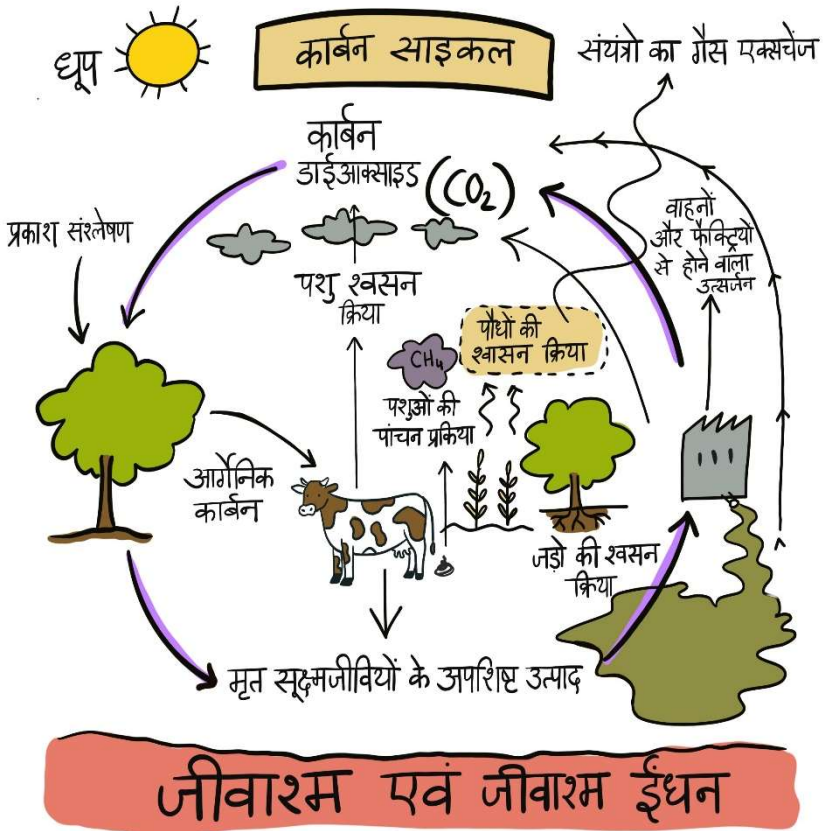 धूप
कार्बन साइकल
संयंत्रो का गैस एक्सचेंज
कार्बन
डाईआक्साइड (CO₂)
प्रकाश संश्लेषण
वाहनों
और फैक्ट्रियों
से होने वाला
उत्सर्जन
पशु श्वसन
क्रिया
पौधों की
श्वासन क्रिया
CH₄
पशुओं की
पांचन प्रकिया
आर्गैनिक
कार्बन
जडो की श्वसन
क्रिया
मृत सूक्ष्मजीवियों के अपशिष्ट उत्पाद
जीवाश्म एवं जीवाश्म ईंधन